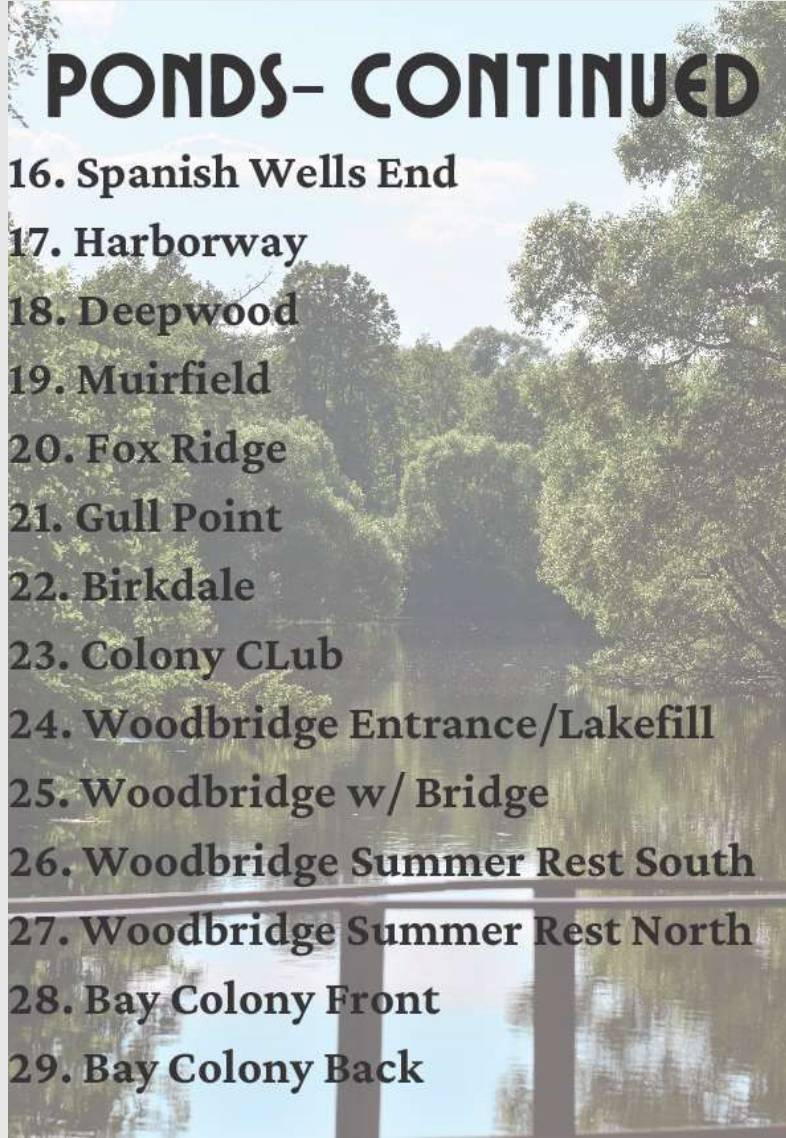 PONDS- CONTINUED
16. Spanish Wells End
17. Harborway
18. Deepwood
19. Muirfield
20. Fox Ridge
21. Gull Point
22. Birkdale
23. Colony CLub
24. Woodbridge Entrance/Lakefill
25. Woodbridge w/ Bridge
26. Woodbridge Summer Rest South
27. Woodbridge Summer Rest North
28. Bay Colony Front
29. Bay Colony Back